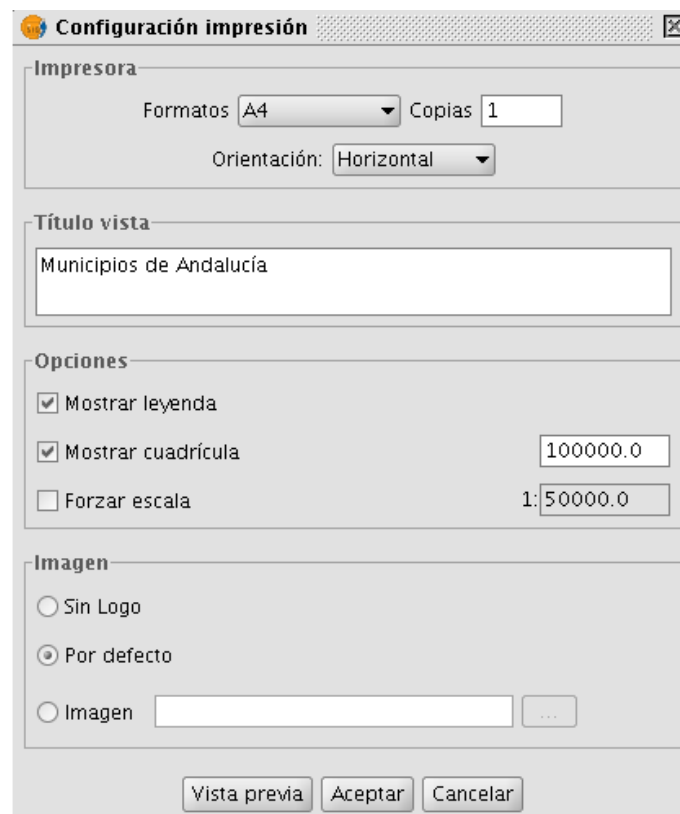 Configuración impresión
Impresora
Formatos A4 Copias 1
Orientación: Horizontal
Título vista
Municipios de Andalucía
Opciones
Mostrar leyenda
Mostrar cuadrícula 100000.0
Forzar escala 1: 50000.0
Imagen
Sin Logo
Por defecto
Imagen ...
Vista previa Aceptar Cancelar